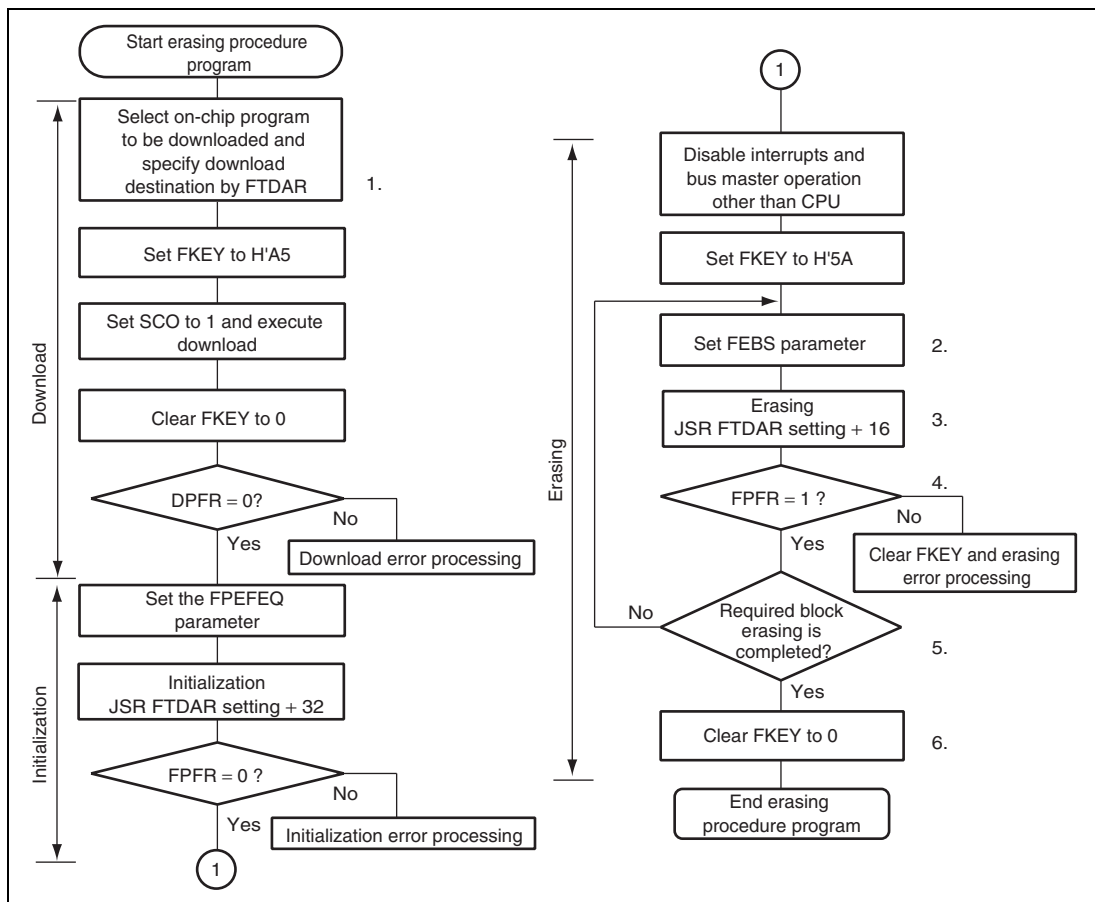 Start erasing procedure
program
Select on-chip program
to be downloaded and
specify download
destination by FTDAR
1.
Set FKEY to H'A5
Set SCO to 1 and execute
download
Clear FKEY to 0
DPFR = 0?
No
Yes
Download error processing
Download
Set the FPEFEQ
parameter
Initialization
JSR FTDAR setting + 32
FPFR = 0 ?
No
Yes
Initialization error processing
Initialization
1
1
Disable interrupts and
bus master operation
other than CPU
Set FKEY to H'5A
Set FEBS parameter
2.
Erasing
JSR FTDAR setting + 16
3.
FPFR = 1 ?
4.
No
Yes
Clear FKEY and erasing
error processing
Required block
erasing is
completed?
5.
No
Yes
Clear FKEY to 0
6.
Erasing
End erasing
procedure program